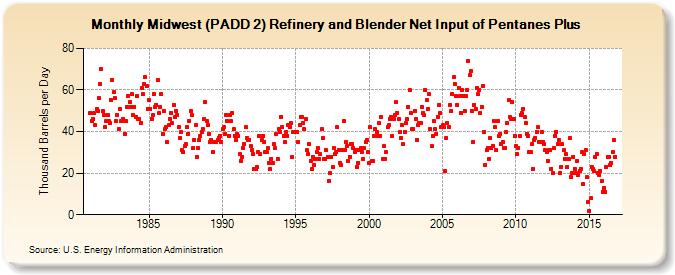 Monthly Midwest (PADD 2) Refinery and Blender Net Input of Pentanes Plus
Thousand Barrels per Day
80
60
40
20
0
1985 1990 1995 2000 2005 2010 2015
Source: U.S. Energy Information Administration